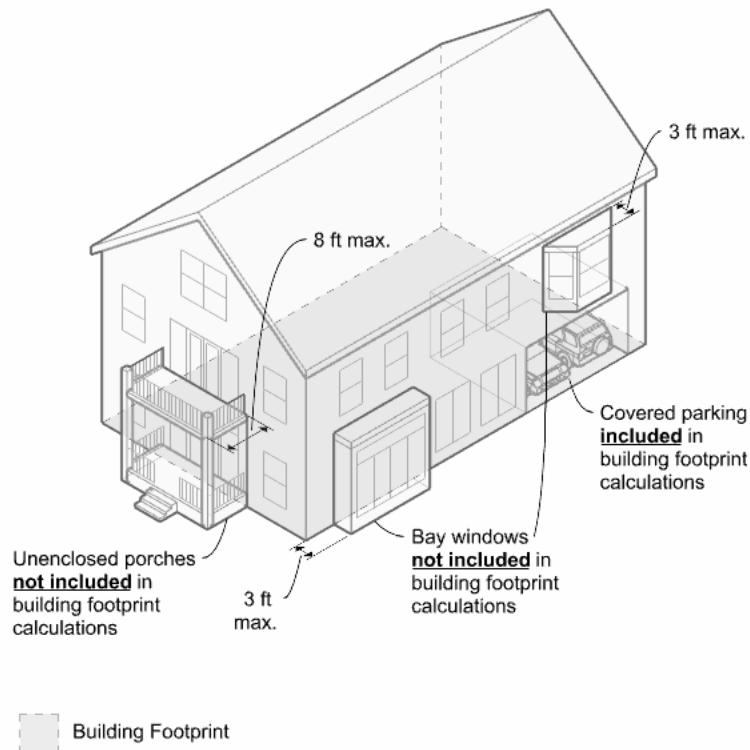 3 ft max.
8 ft max.
Covered parking
included in
building footprint
calculations
Bay windows
not included in
building footprint
calculations
Unenclosed porches
not included in
building footprint
calculations
3 ft
max.
Building Footprint